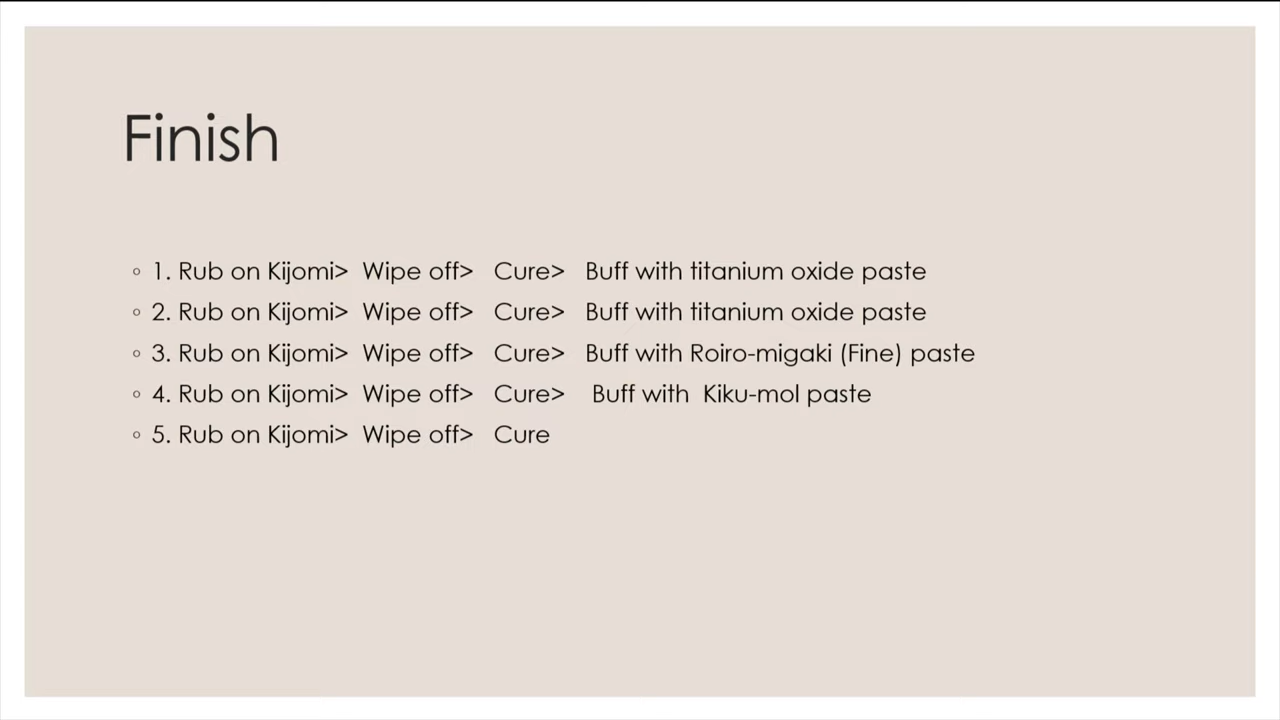 Finish
◦ 1. Rub on Kijomi> Wipe off> Cure> Buff with titanium oxide paste
◦ 2. Rub on Kijomi> Wipe off> Cure> Buff with titanium oxide paste
◦ 3. Rub on Kijomi> Wipe off> Cure> Buff with Roiro-migaki (Fine) paste
◦ 4. Rub on Kijomi> Wipe off> Cure> Buff with Kiku-mol paste
◦ 5. Rub on Kijomi> Wipe off> Cure